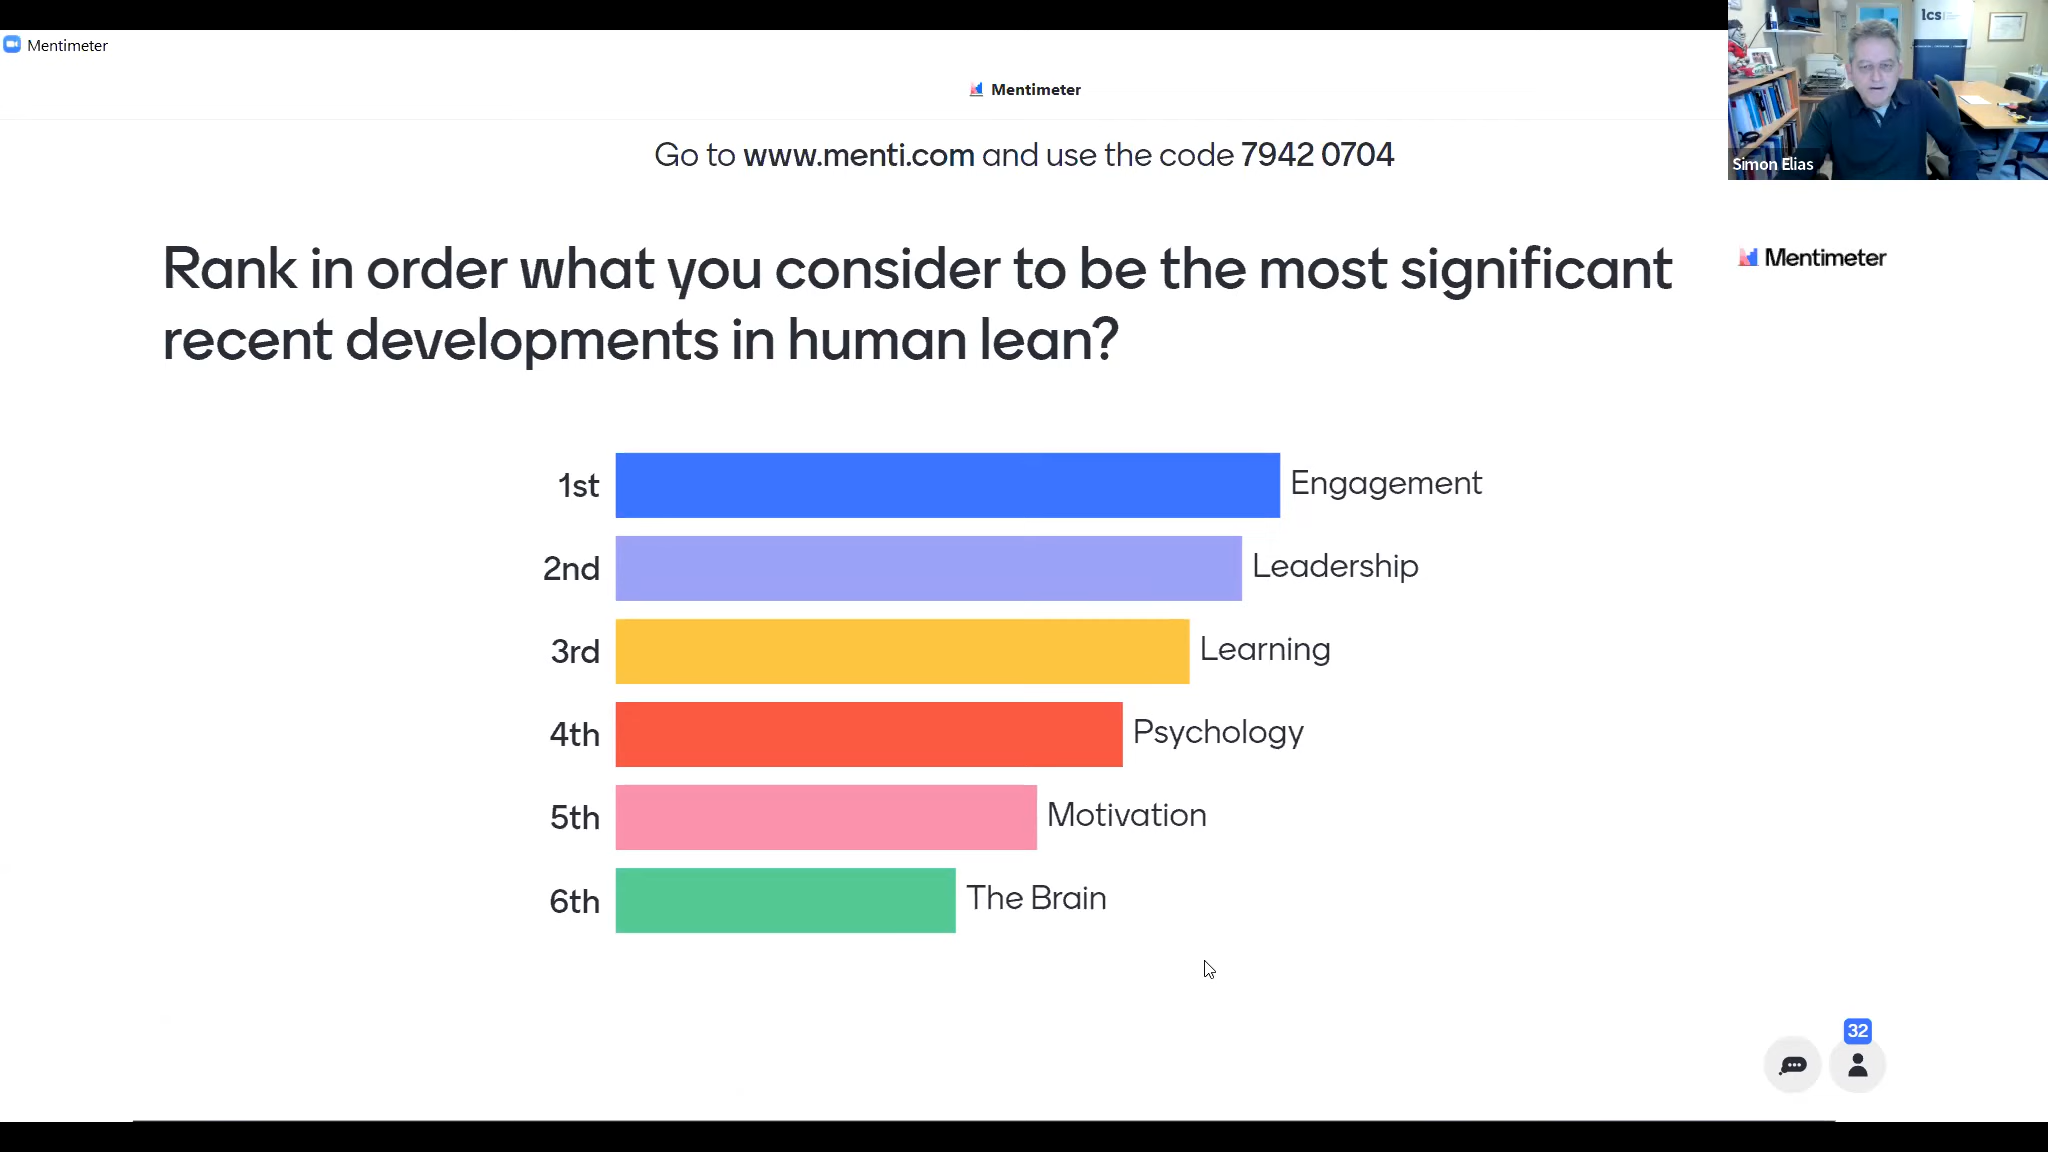 Mentimeter
Mentimeter
Go to www.menti.com and use the code 7942 0704
lcs
Simon Elias
Rank in order what you consider to be the most significant
recent developments in human lean?
Mentimeter
1st Engagement
2nd Leadership
3rd Learning
4th Psychology
5th Motivation
6th The Brain
32